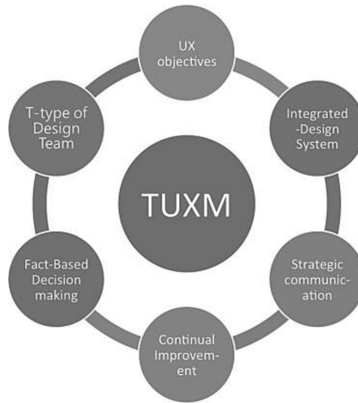 UX
objectives
Integrated
-Design
System
Strategic
communic-
ation
Continual
Improvem-
ent
Fact-Based
Decision
making
T-type of
Design
Team
TUXM